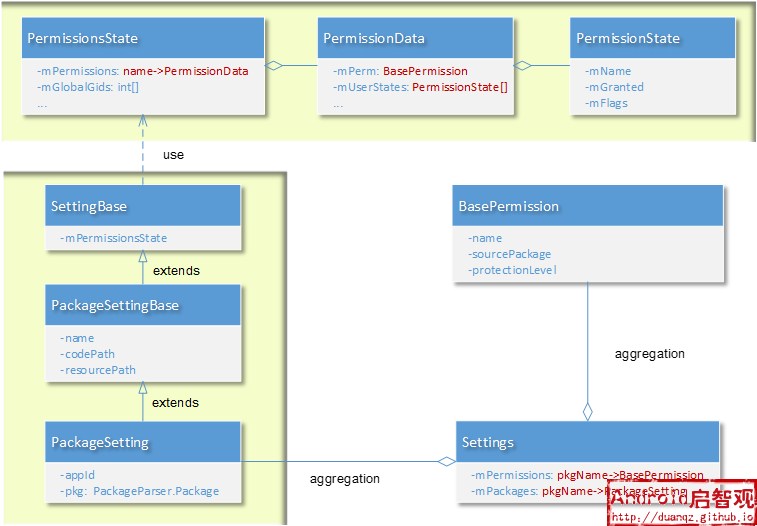 PermissionsState
-mPermissions: name->PermissionData
-mGlobalGids: int[]
...
PermissionData
-mPerm: BasePermission
-mUserStates: PermissionState[]
...
PermissionState
-mName
-mGranted
-mFlags
use
SettingBase
-mPermissionsState
extends
PackageSettingBase
-name
-codePath
-resourcePath
extends
PackageSetting
-appId
-pkg: PackageParser.Package
BasePermission
-name
-sourcePackage
-protectionLevel
aggregation
aggregation
Settings
-mPermissions: pkgName->BasePermission
-mPackages: pkgName->PackageSetting
Android启智观
http://duanqz.github.io